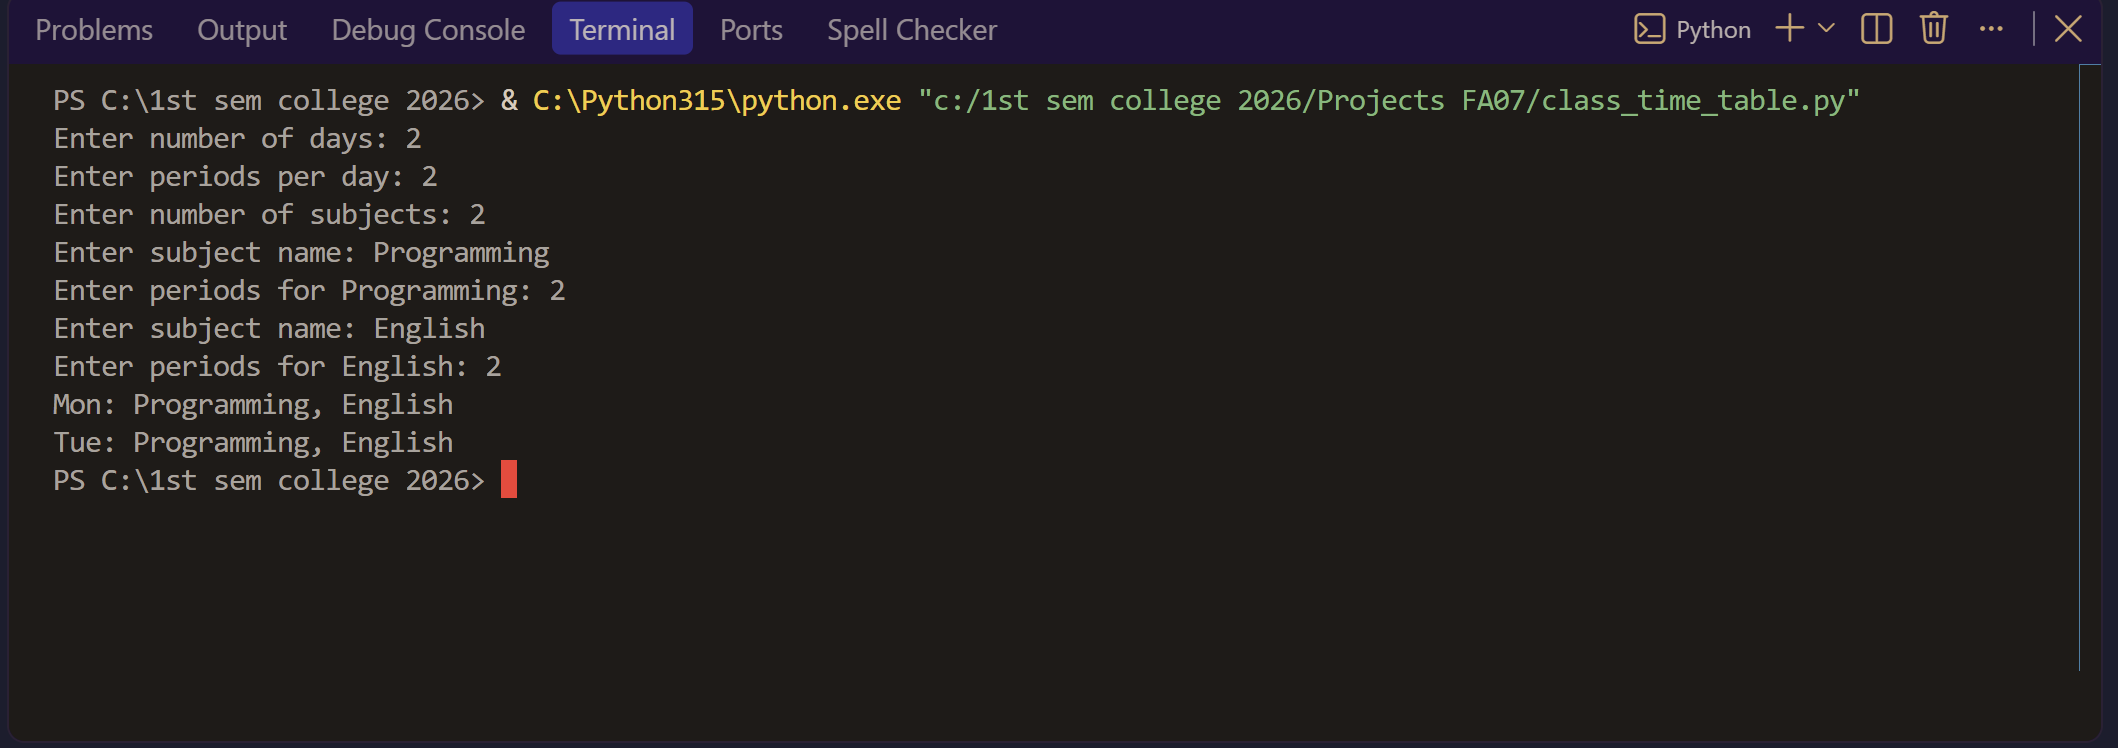 Problems Output Debug Console Terminal Ports Spell Checker Python
PS C:\1st sem college 2026> & C:\Python315\python.exe "c:/1st sem college 2026/Projects FA07/class_time_table.py"
Enter number of days: 2
Enter periods per day: 2
Enter number of subjects: 2
Enter subject name: Programming
Enter periods for Programming: 2
Enter subject name: English
Enter periods for English: 2
Mon: Programming, English
Tue: Programming, English
PS C:\1st sem college 2026>